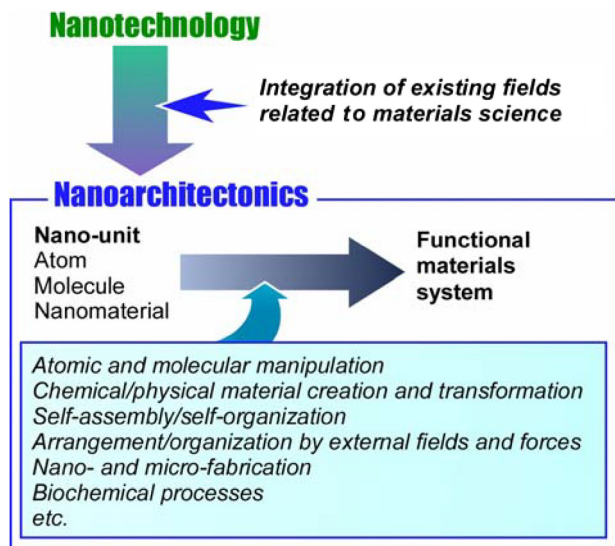 Nanotechnology
Integration of existing fields
related to materials science
Nanoarchitectonics
Nano-unit
Atom
Molecule
Nanomaterial
Functional
materials
system
Atomic and molecular manipulation
Chemical/physical material creation and transformation
Self-assembly/self-organization
Arrangement/organization by external fields and forces
Nano- and micro-fabrication
Biochemical processes
etc.